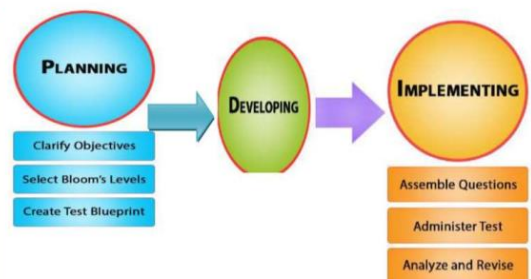 PLANNING
Clarify Objectives
Select Bloom's Levels
Create Test Blueprint
DEVELOPING
IMPLEMENTING
Assemble Questions
Administer Test
Analyze and Revise